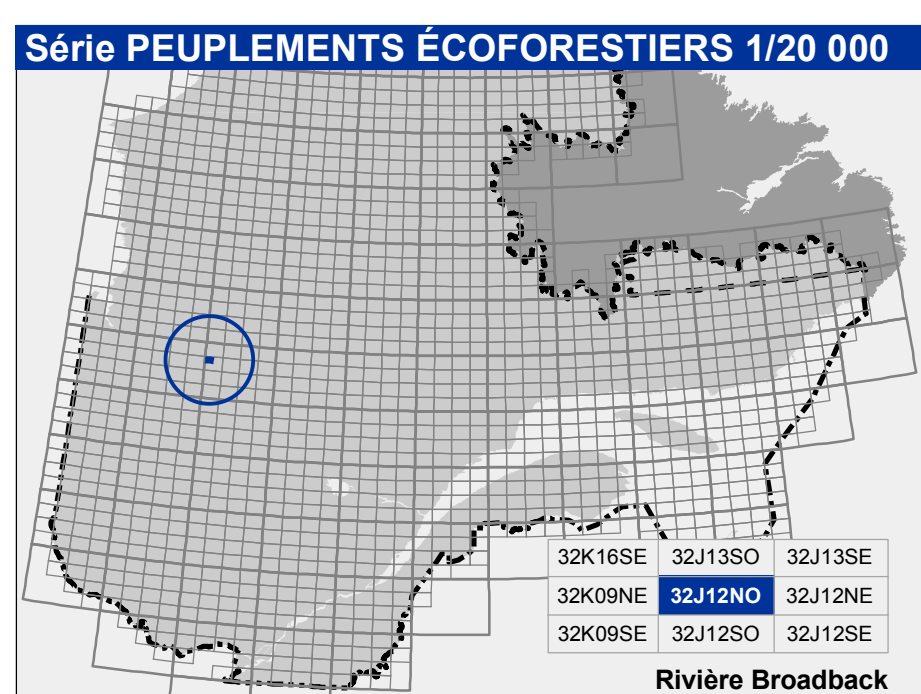 Série PEUPLEMENTS ÉCOFORESTIERS 1/20 000
32K16SE 32J13SO 32J13SE
32K09NE 32J12NO 32J12NE
32K09SE 32J12SO 32J12SE
Rivière Broadback